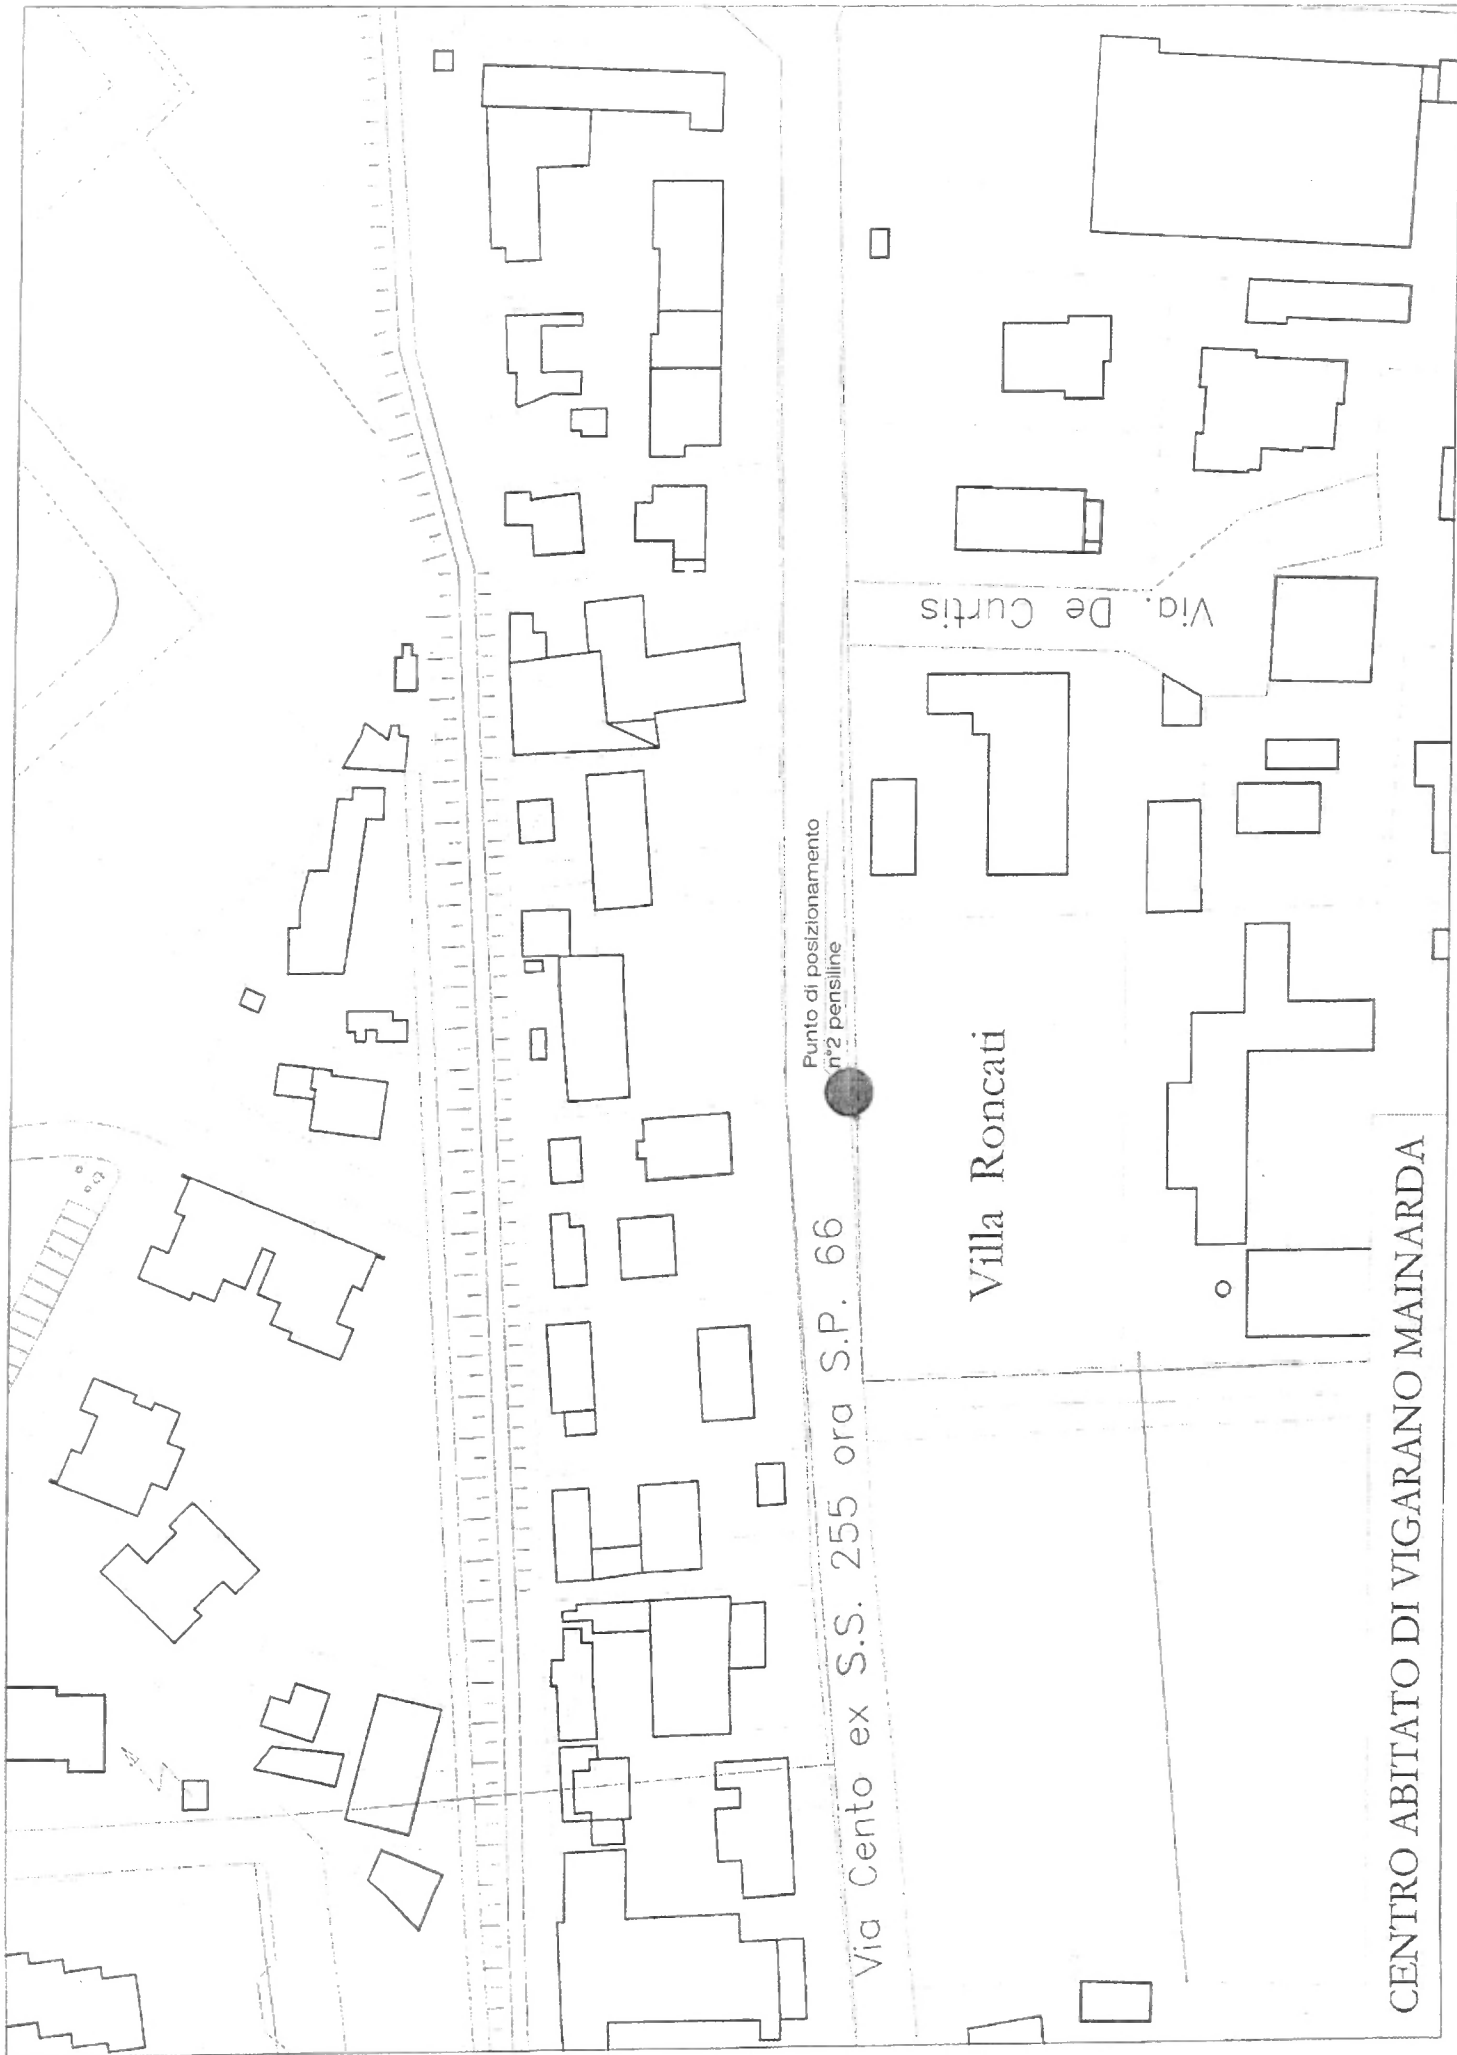 Via. De Curtis
Punto di posizionamento
n°2 pensiline
Villa Roncati
Via Cento ex S.S. 255 ora S.P. 66
CENTRO ABITATO DI VIGARANO MAINARDA